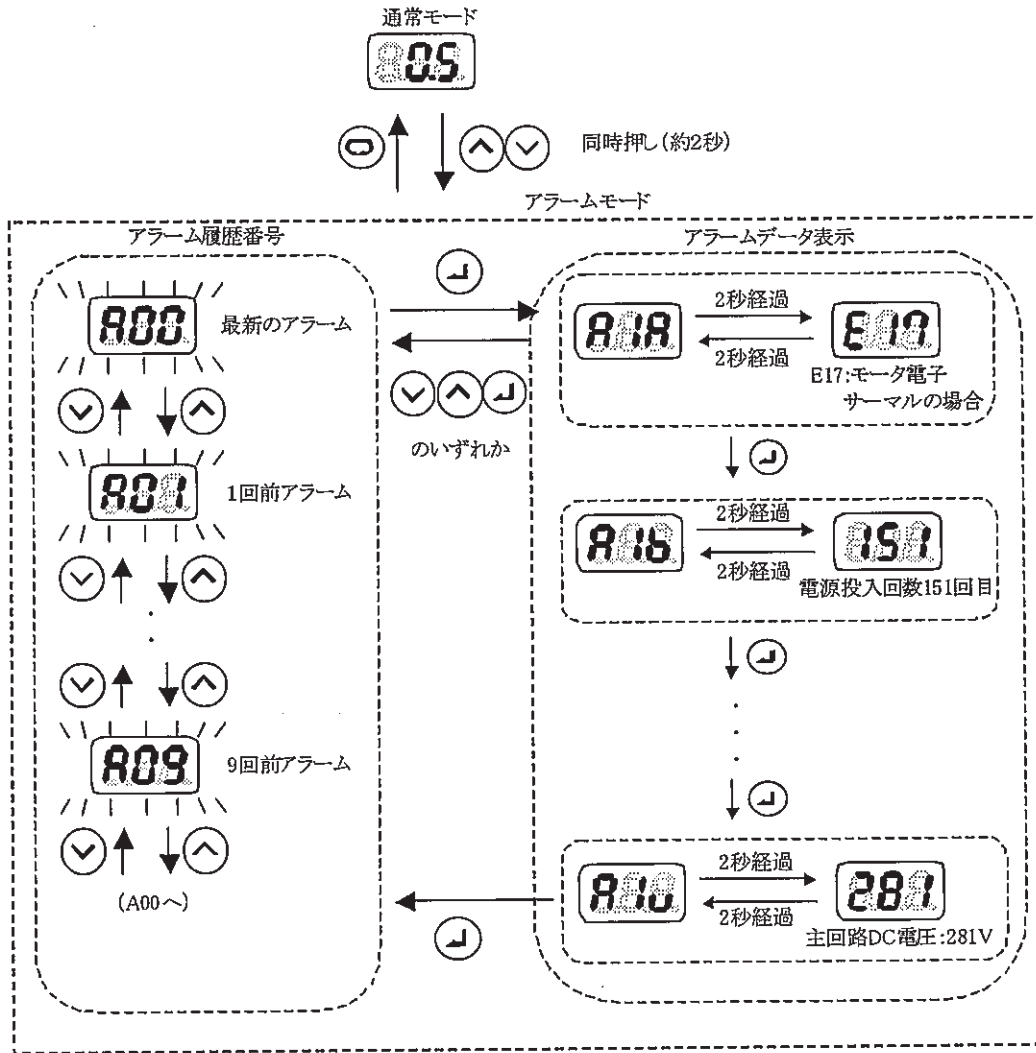 通常モード
0.5
同時押し(約2秒)
アラームモード
アラーム履歴番号
A00
最新のアラーム
A01
1回前アラーム
・
・
A09
9回前アラーム
(A00へ)
のいずれか
アラームデータ表示
A1A
2秒経過
2秒経過
E17
E17:モータ電子
サーマルの場合
A1b
2秒経過
2秒経過
151
電源投入回数151回目
・
・
・
A1u
2秒経過
2秒経過
281
主回路DC電圧:281V